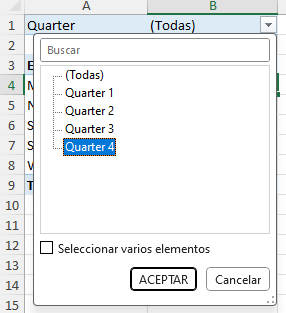 A B
1 Quarter (Todas)
2
Buscar
3 E
(Todas)
4 M
Quarter 1
5 N
Quarter 2
6 S
Quarter 3
7 S
Quarter 4
8 V
9 T
10
11
12
13 Seleccionar varios elementos
14
ACEPTAR Cancelar
15